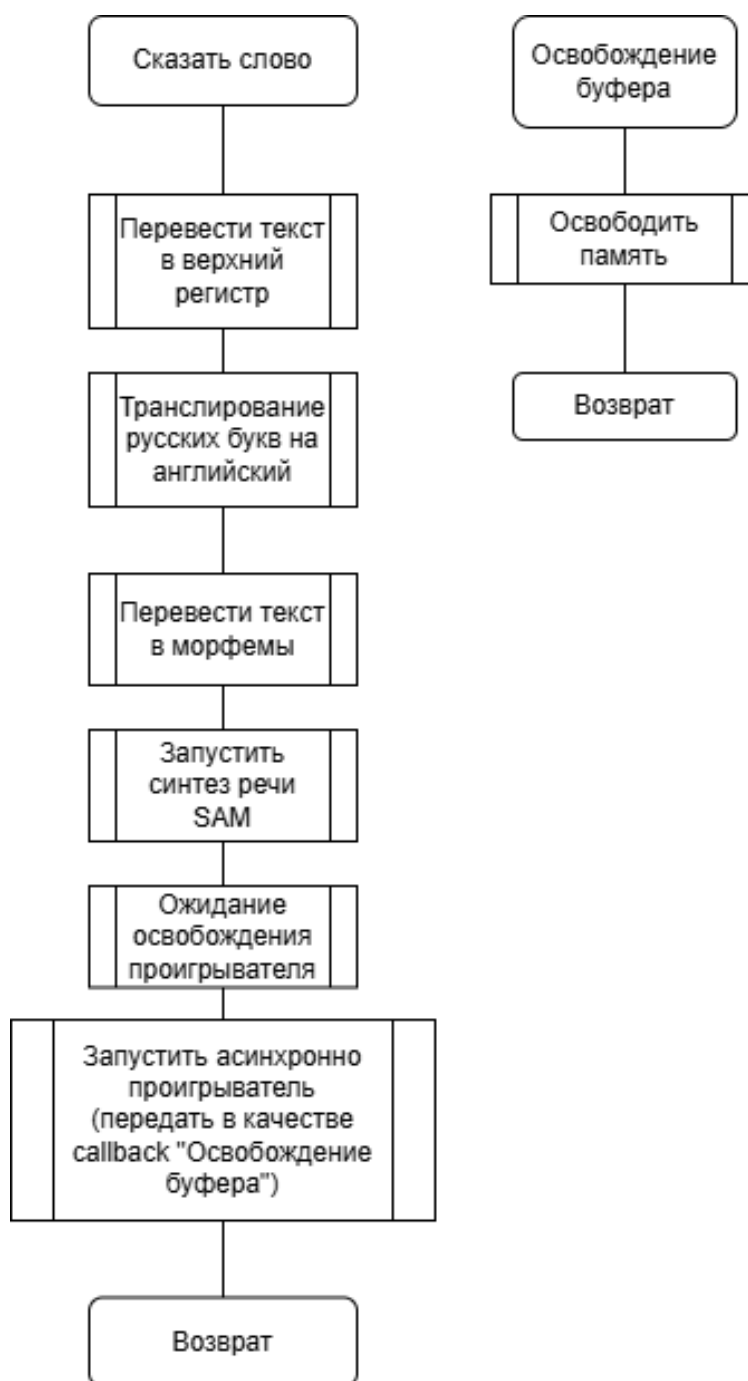 Сказать слово
Перевести текст
в верхний
регистр
Транслирование
русских букв на
английский
Перевести текст
в морфемы
Запустить
синтез речи
SAM
Ожидание
освобождения
проигрывателя
Запустить асинхронно
проигрыватель
(передать в качестве
callback "Освобождение
буфера")
Возврат
Освобождение
буфера
Освободить
память
Возврат